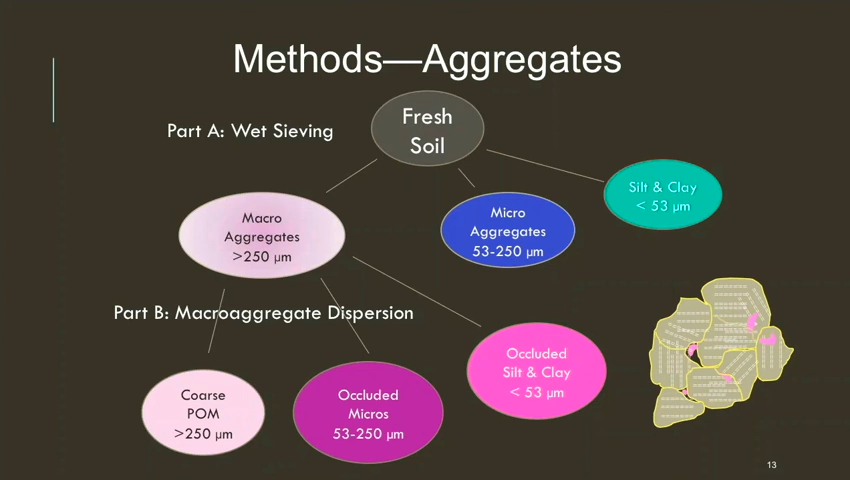 Methods—Aggregates
Part A: Wet Sieving
Fresh
Soil
Silt & Clay
< 53 µm
Macro
Aggregates
>250 µm
Micro
Aggregates
53-250 µm
Part B: Macroaggregate Dispersion
Occluded
Silt & Clay
< 53 µm
Coarse
POM
>250 µm
Occluded
Micros
53-250 µm
13